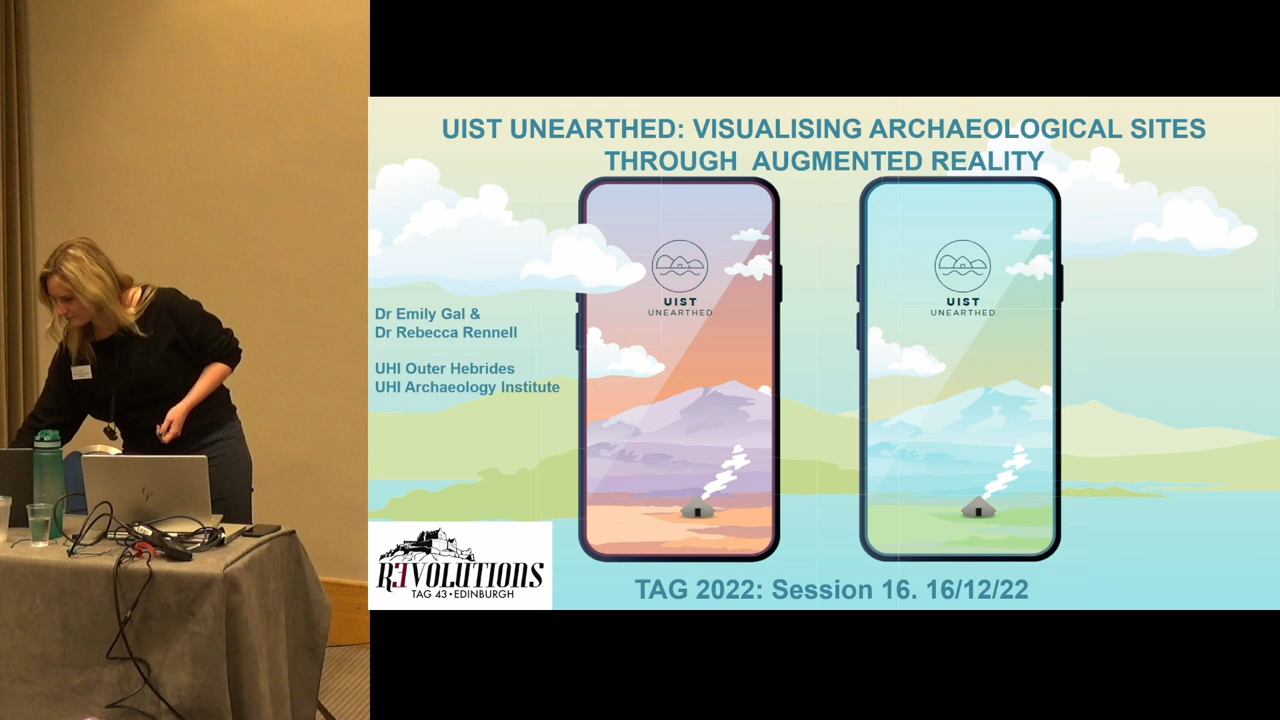 UIST UNEARTHED: VISUALISING ARCHAEOLOGICAL SITES
THROUGH AUGMENTED REALITY
Dr Emily Gal &
Dr Rebecca Rennell
UHI Outer Hebrides
UHI Archaeology Institute
UIST
UNEARTHED
UIST
UNEARTHED
RƎVOLUTIONS
TAG 43 • EDINBURGH
TAG 2022: Session 16. 16/12/22